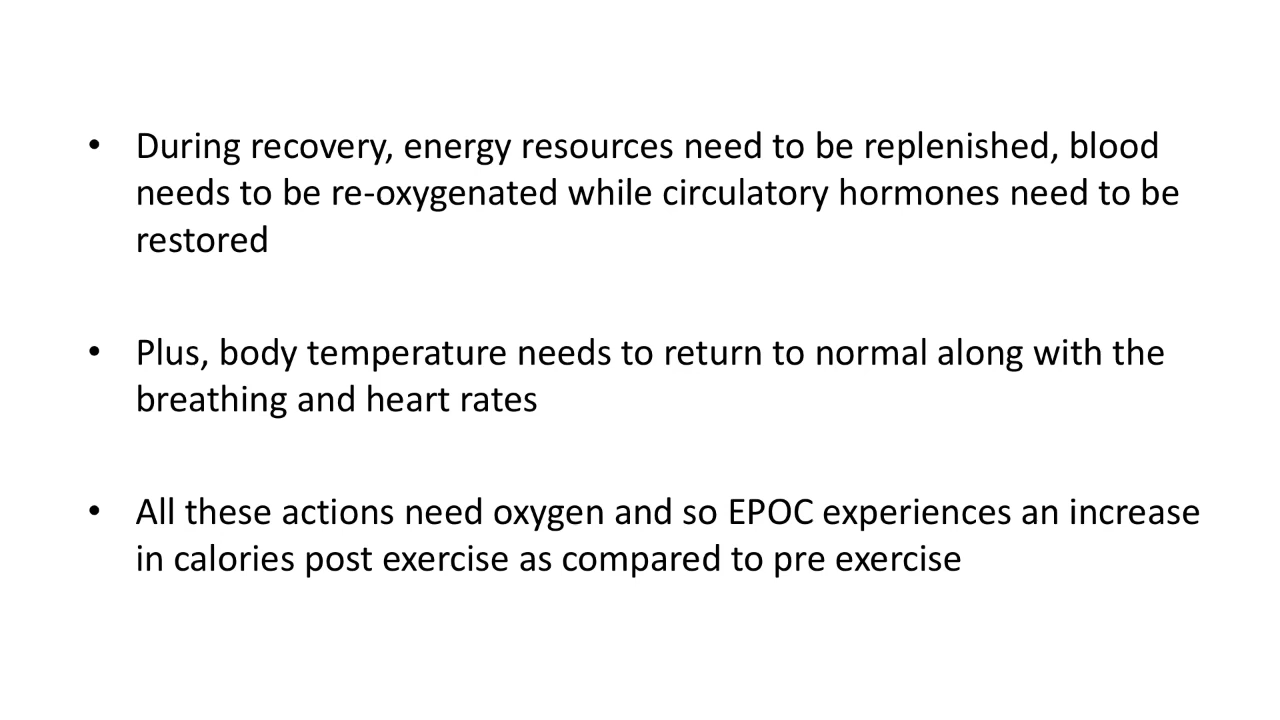 • During recovery, energy resources need to be replenished, blood
needs to be re-oxygenated while circulatory hormones need to be
restored
• Plus, body temperature needs to return to normal along with the
breathing and heart rates
• All these actions need oxygen and so EPOC experiences an increase
in calories post exercise as compared to pre exercise